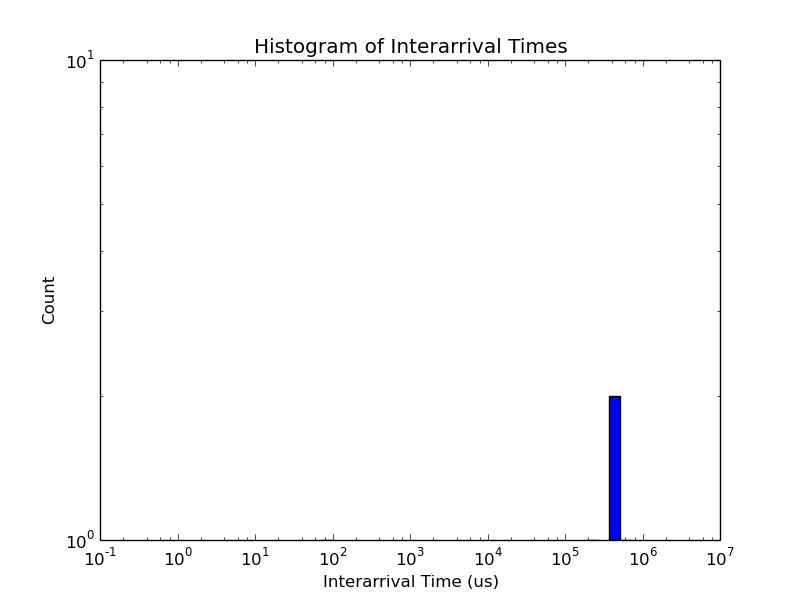 Histogram of Interarrival Times
10^1
Count
10^0
10^-1 10^0 10^1 10^2 10^3 10^4 10^5 10^6 10^7
Interarrival Time (us)